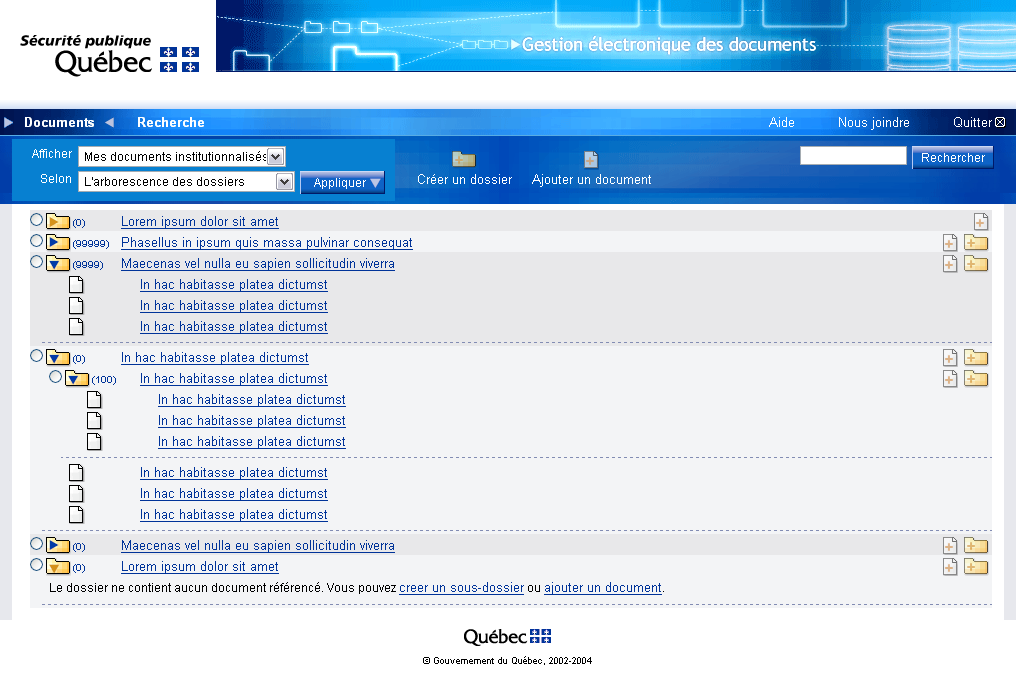 Sécurité publique
Québec
Gestion électronique des documents
Documents Recherche Aide Nous joindre Quitter
Afficher Mes documents institutionnalisés
Selon L'arborescence des dossiers Appliquer
Créer un dossier Ajouter un document Rechercher
(0) Lorem ipsum dolor sit amet
(99999) Phasellus in ipsum quis massa pulvinar consequat
(9999) Maecenas vel nulla eu sapien sollicitudin viverra
In hac habitasse platea dictumst
In hac habitasse platea dictumst
In hac habitasse platea dictumst
(0) In hac habitasse platea dictumst
(100) In hac habitasse platea dictumst
In hac habitasse platea dictumst
In hac habitasse platea dictumst
In hac habitasse platea dictumst
In hac habitasse platea dictumst
In hac habitasse platea dictumst
In hac habitasse platea dictumst
(0) Maecenas vel nulla eu sapien sollicitudin viverra
(0) Lorem ipsum dolor sit amet
Le dossier ne contient aucun document référencé. Vous pouvez creer un sous-dossier ou ajouter un document.
Québec
© Gouvernement du Québec, 2002-2004